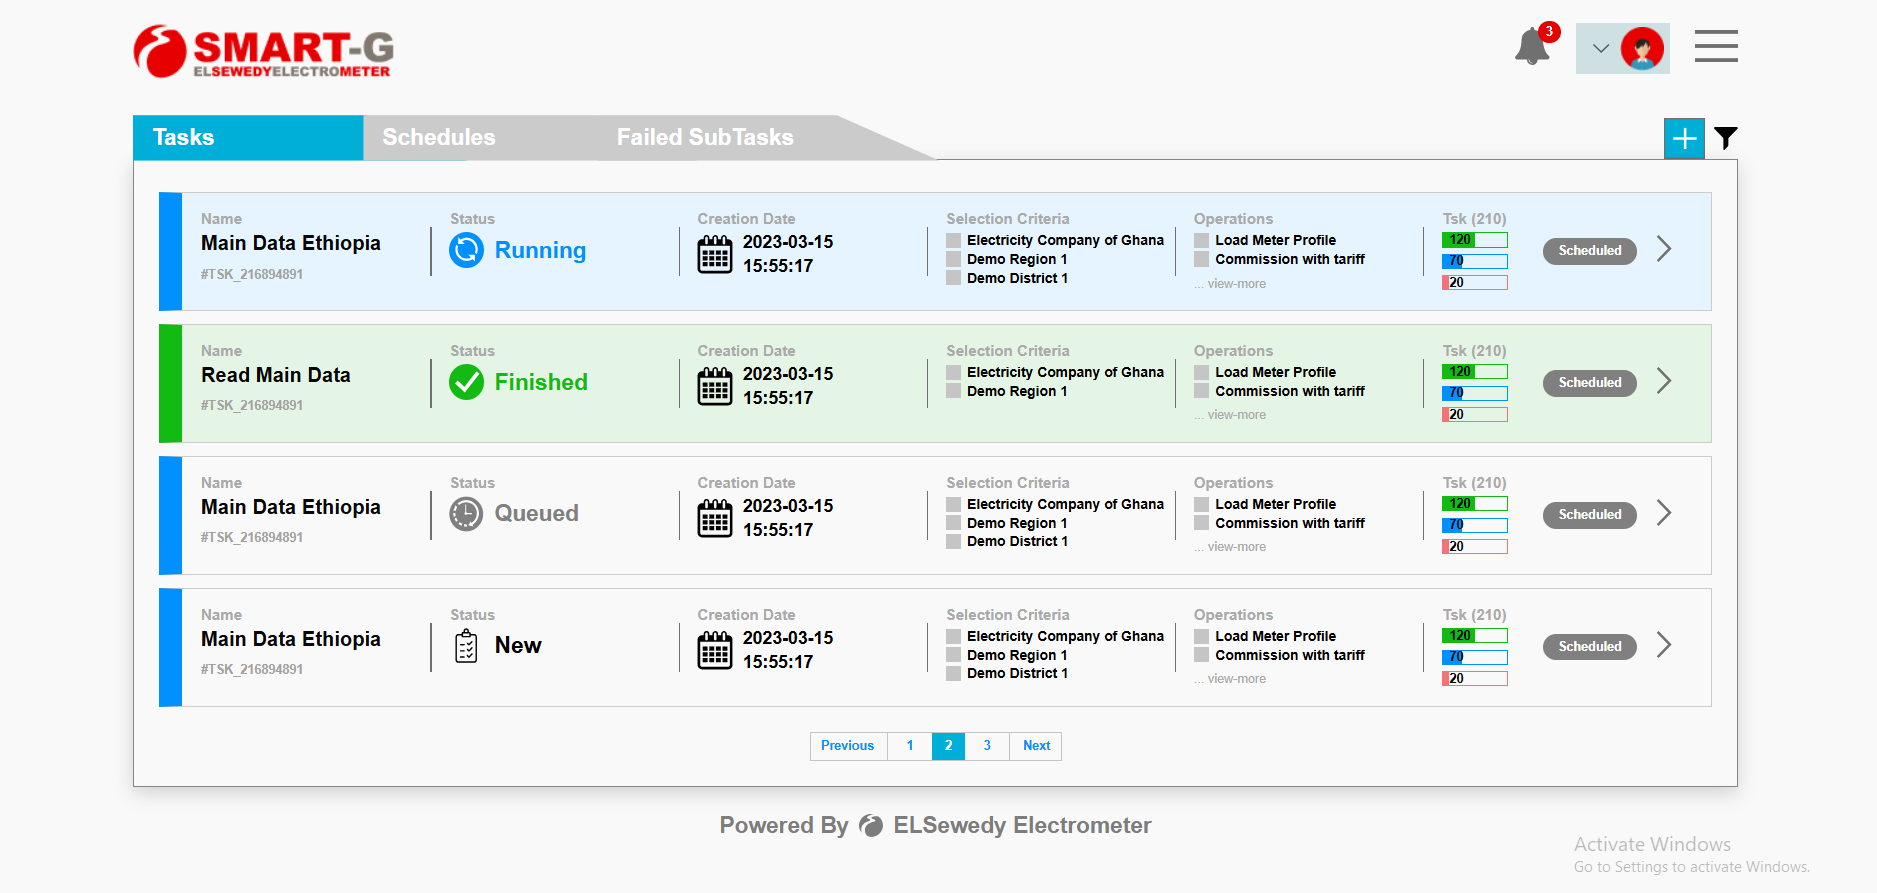 SMART-G
ELSEWEDYELECTROMETER
3
Tasks
Schedules
Failed SubTasks
Name
Main Data Ethiopia
#TSK_216894891
Status
Running
Creation Date
2023-03-15
15:55:17
Selection Criteria
Electricity Company of Ghana
Demo Region 1
Demo District 1
Operations
Load Meter Profile
Commission with tariff
... view-more
Tsk (210)
120
70
20
Scheduled
Name
Read Main Data
#TSK_216894891
Status
Finished
Creation Date
2023-03-15
15:55:17
Selection Criteria
Electricity Company of Ghana
Demo Region 1
Operations
Load Meter Profile
Commission with tariff
... view-more
Tsk (210)
120
70
20
Scheduled
Name
Main Data Ethiopia
#TSK_216894891
Status
Queued
Creation Date
2023-03-15
15:55:17
Selection Criteria
Electricity Company of Ghana
Demo Region 1
Demo District 1
Operations
Load Meter Profile
Commission with tariff
... view-more
Tsk (210)
120
70
20
Scheduled
Name
Main Data Ethiopia
#TSK_216894891
Status
New
Creation Date
2023-03-15
15:55:17
Selection Criteria
Electricity Company of Ghana
Demo Region 1
Demo District 1
Operations
Load Meter Profile
Commission with tariff
... view-more
Tsk (210)
120
70
20
Scheduled
Previous 1 2 3 Next
Powered By ELSewedy Electrometer
Activate Windows
Go to Settings to activate Windows.